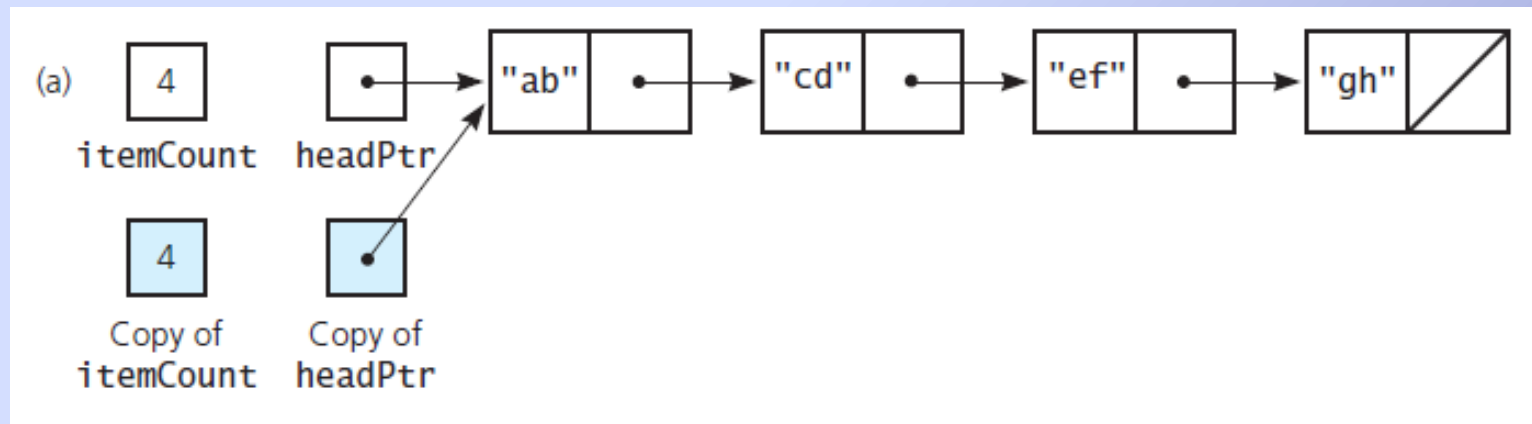 (a) 4 "ab" "cd" "ef" "gh"
itemCount headPtr
4
Copy of Copy of
itemCount headPtr